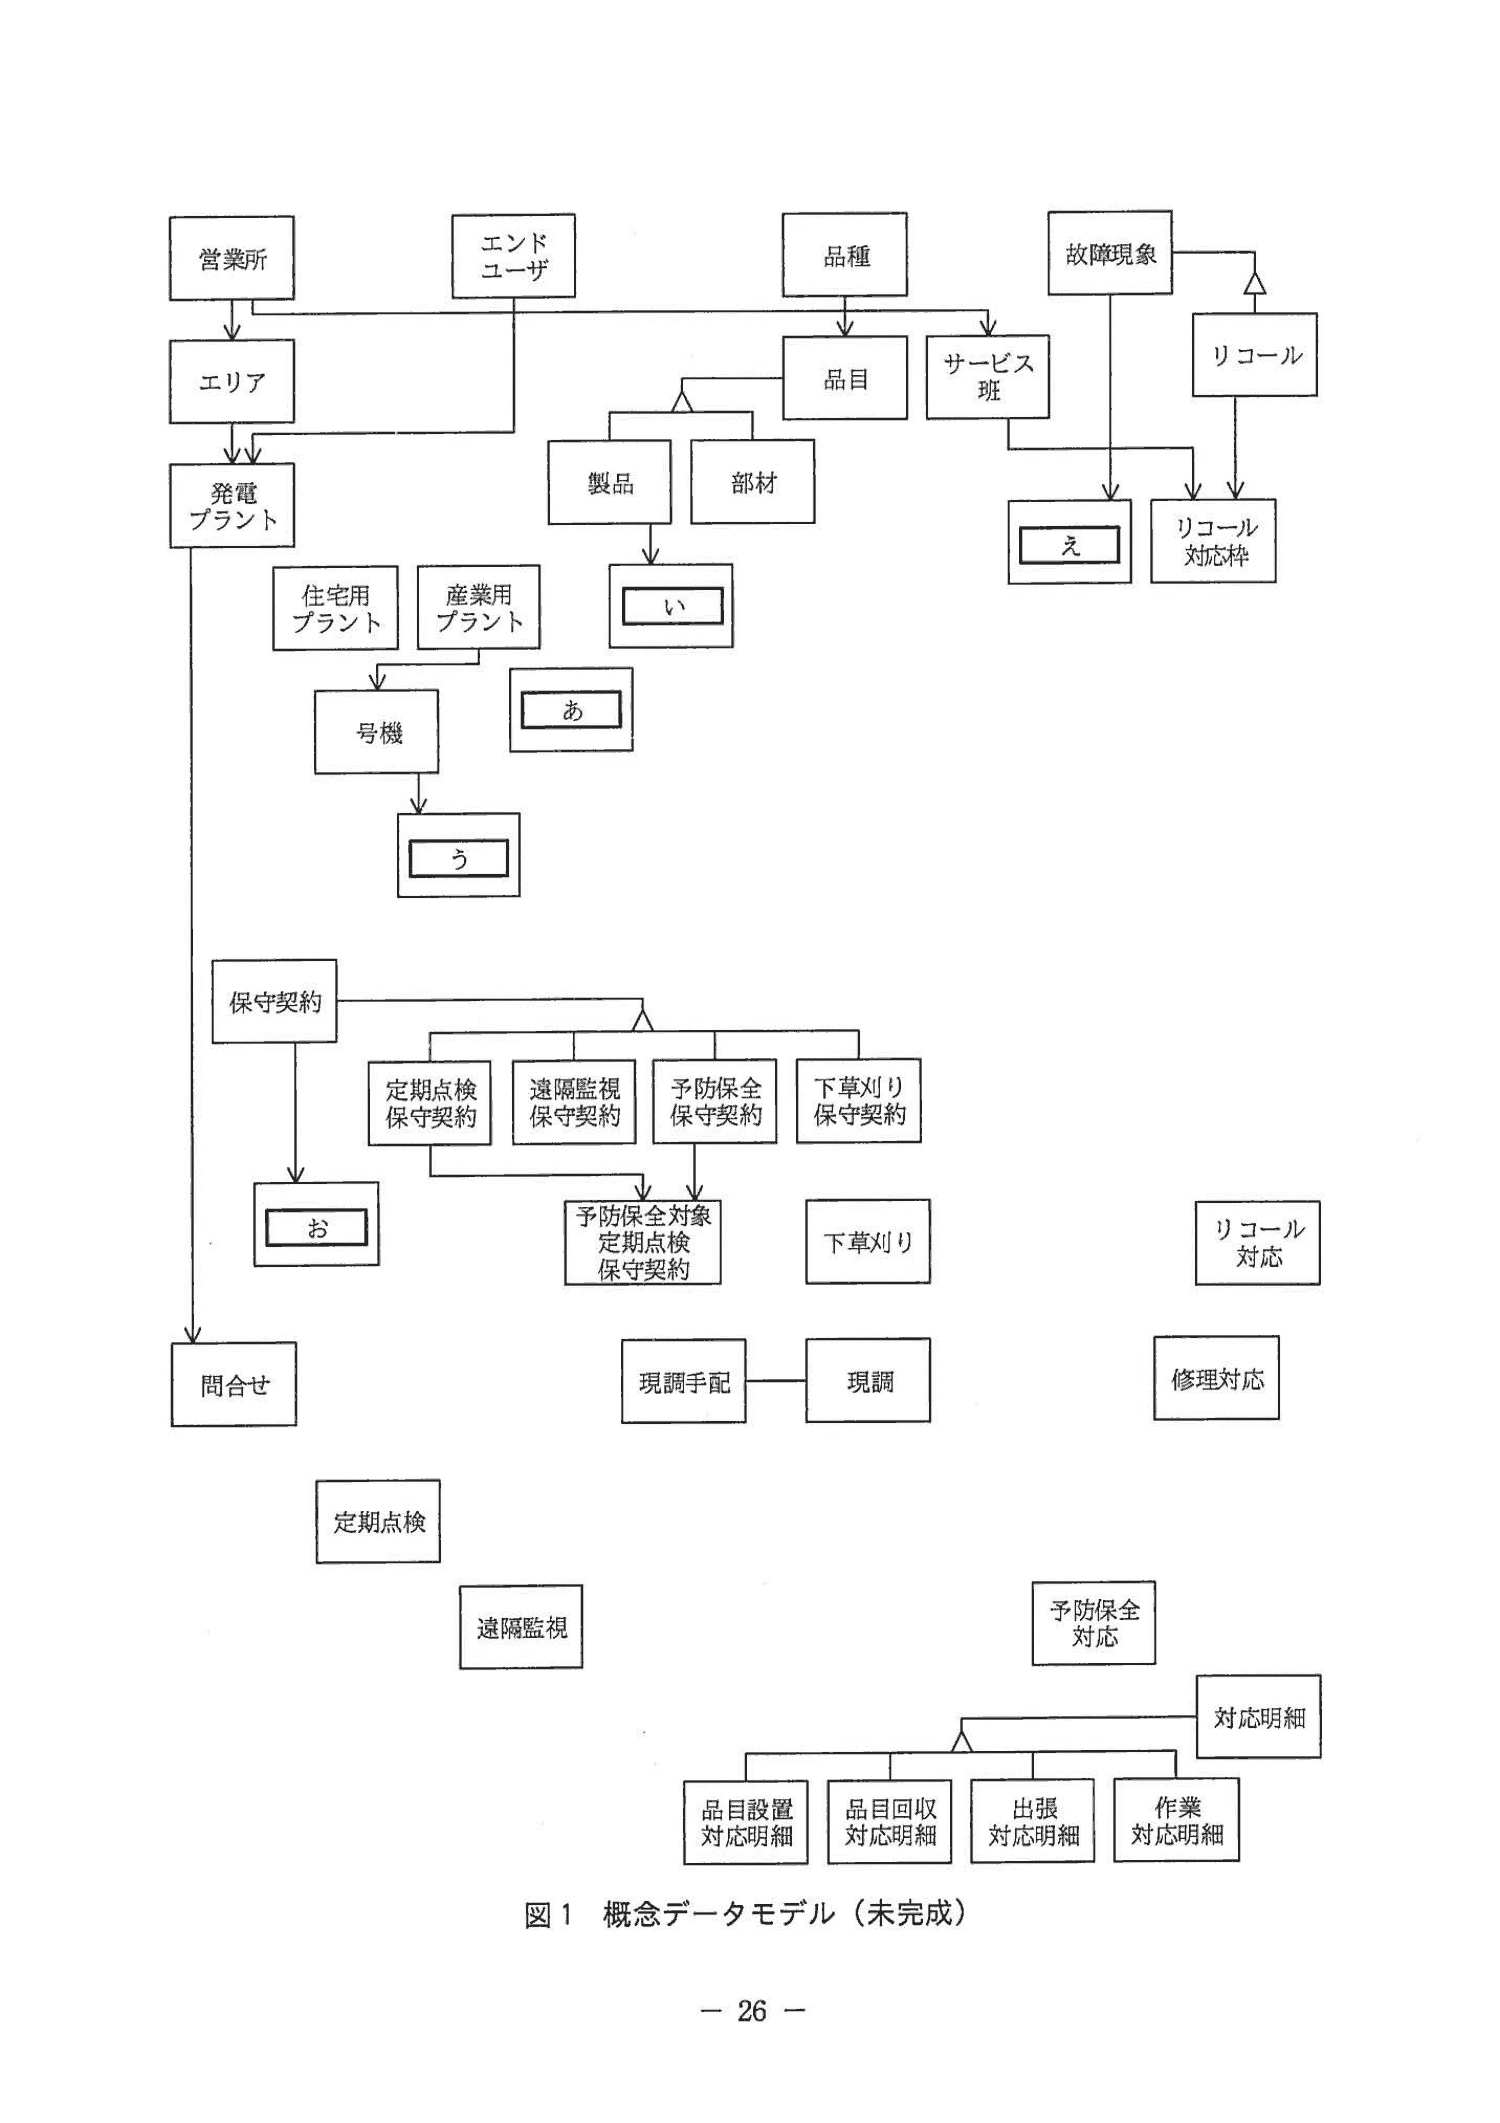 営業所
エンド
ユーザ
品種
故障現象
エリア
品目
サービス
班
リコール
発電
プラント
製品
部材
え
リコール
対応枠
住宅用
プラント
産業用
プラント
い
号機
あ
う
保守契約
定期点検
保守契約
遠隔監視
保守契約
予防保全
保守契約
下草刈り
保守契約
お
予防保全対象
定期点検
保守契約
下草刈り
リコール
対応
問合せ
現調手配
現調
修理対応
定期点検
遠隔監視
予防保全
対応
対応明細
品目設置
対応明細
品目回収
対応明細
出張
対応明細
作業
対応明細
図1 概念データモデル（未完成）
－ 26 －